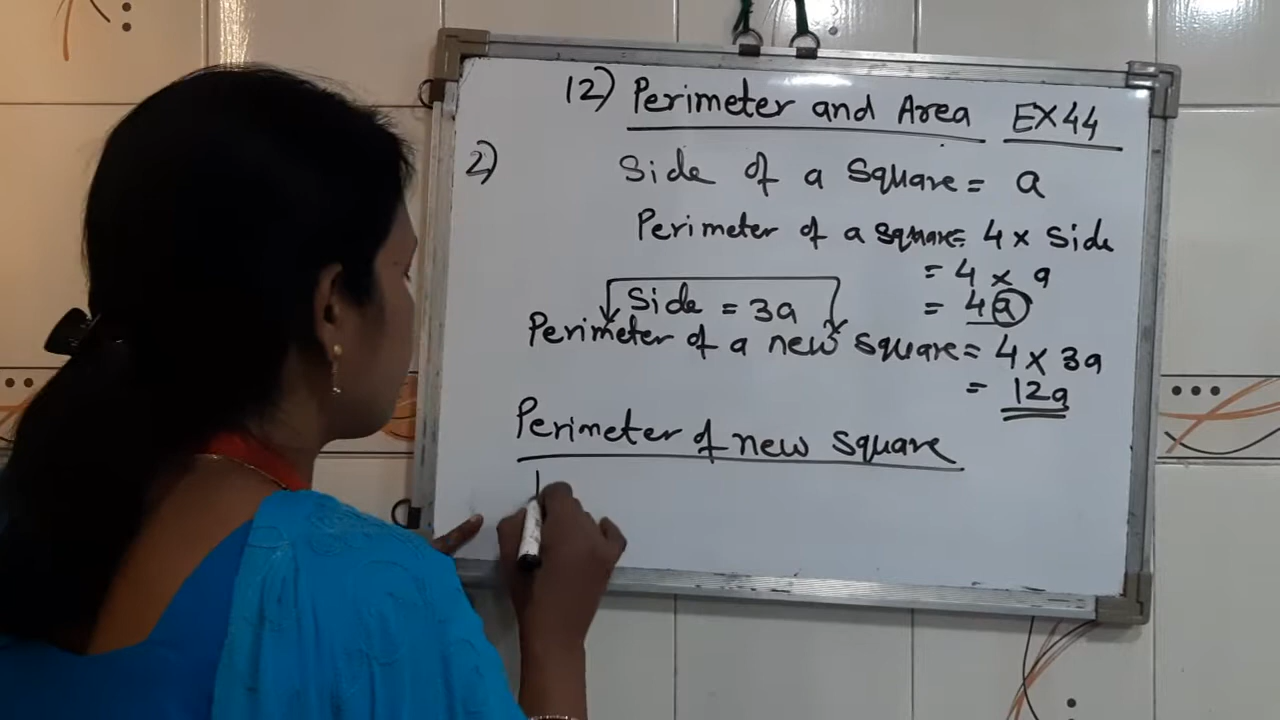 12) Perimeter and Area EX44
2) Side of a Square = a
Perimeter of a square = 4 x Side
= 4 x a
= 4a
Side = 3a
Perimeter of a new square = 4 x 3a
= 12a
Perimeter of new square